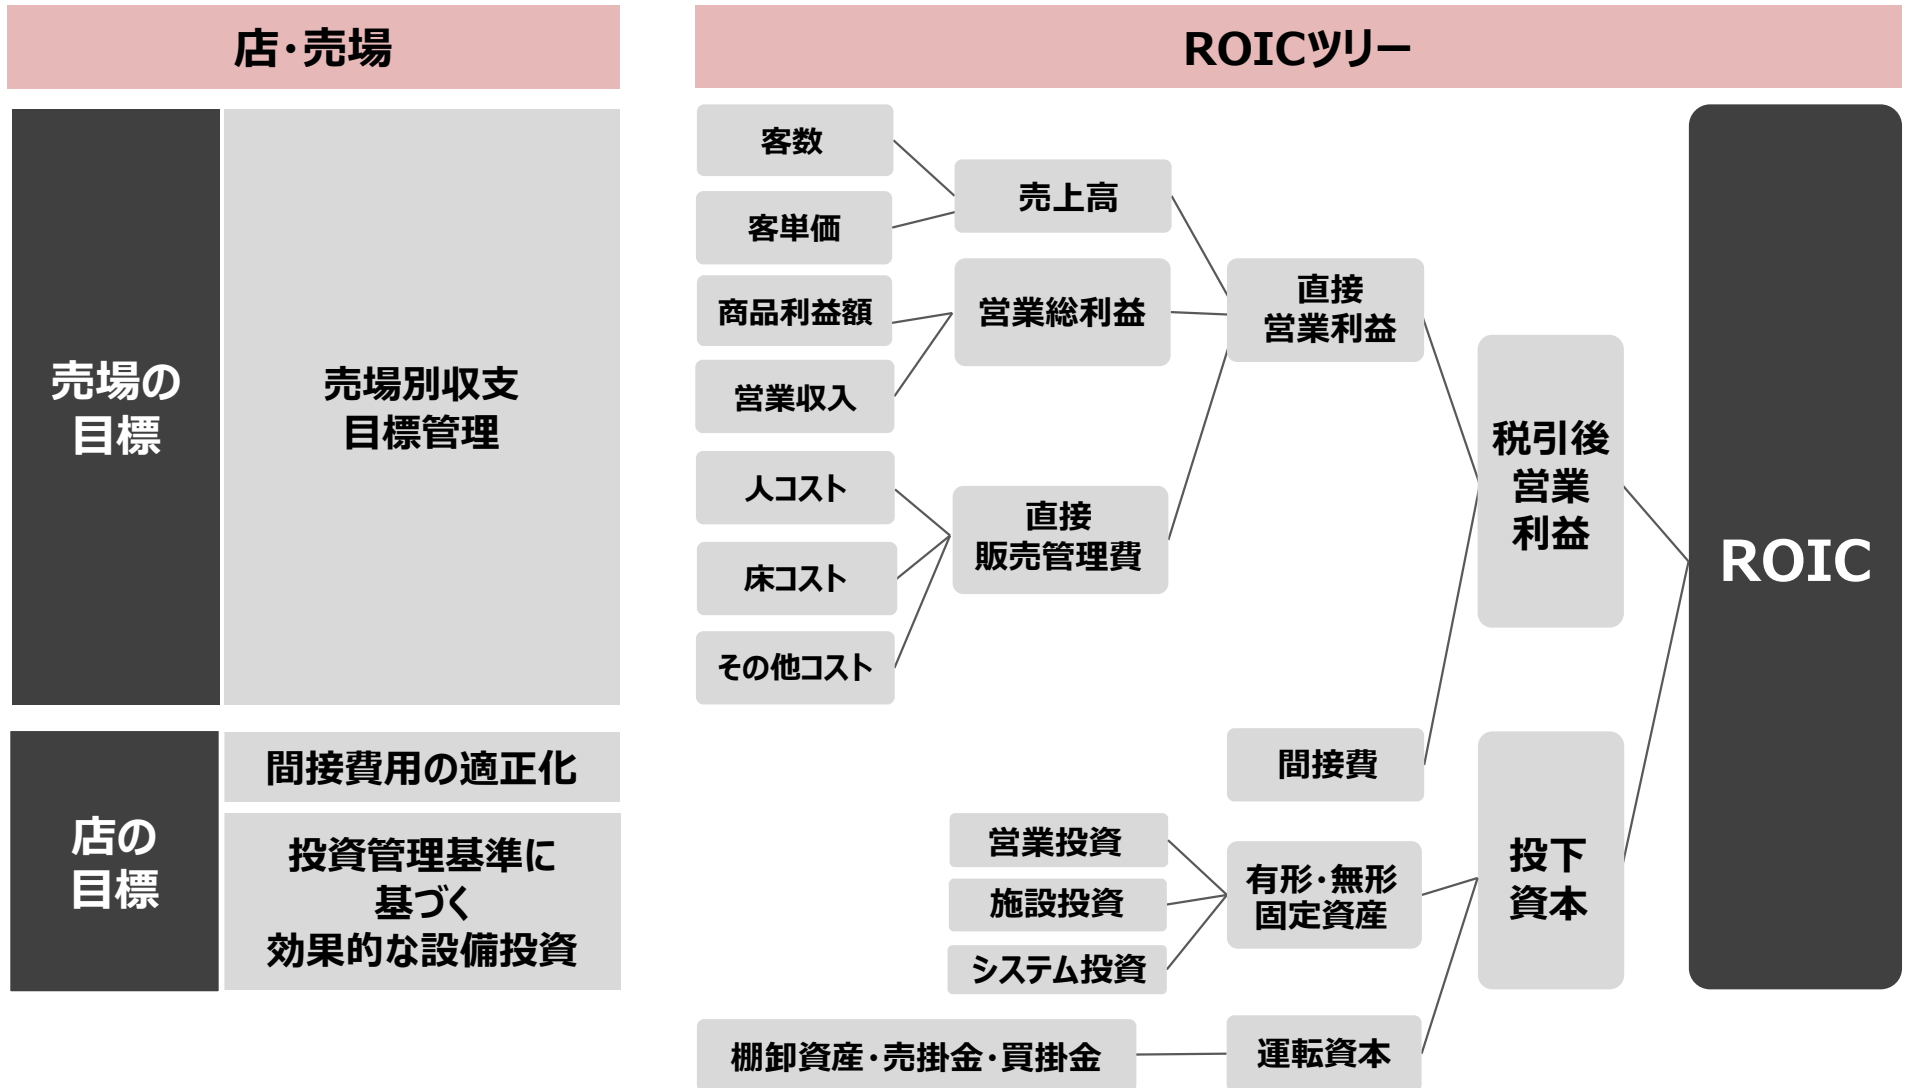 店・売場
売場の
目標
売場別収支
目標管理
店の
目標
間接費用の適正化
投資管理基準に
基づく
効果的な設備投資
ROICツリー
客数
客単価
商品利益額
営業収入
人コスト
床コスト
その他コスト
売上高
営業総利益
直接
販売管理費
直接
営業利益
間接費
営業投資
施設投資
システム投資
有形・無形
固定資産
棚卸資産・売掛金・買掛金
運転資本
税引後
営業
利益
投下
資本
ROIC